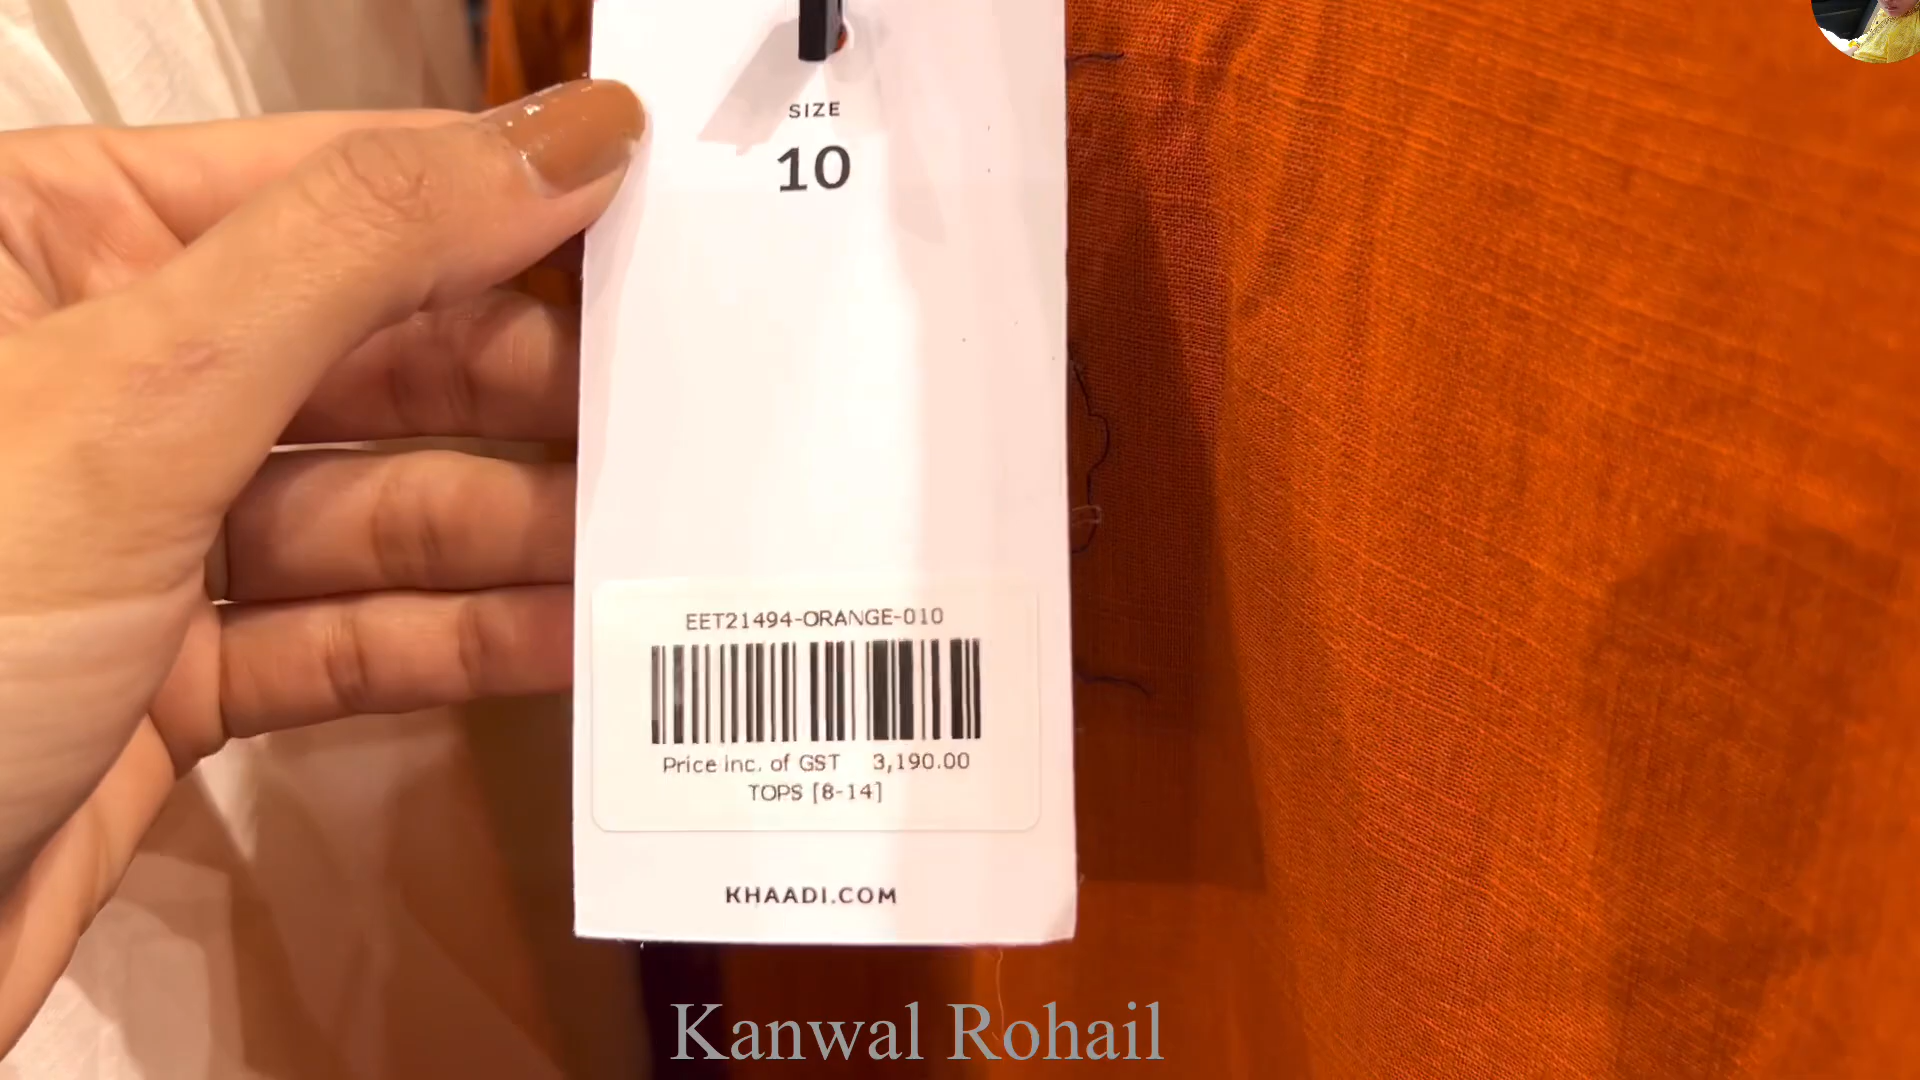 SIZE
10
EET21494-ORANGE-010
Price inc. of GST 3,190.00
TOPS [8-14]
KHAADI.COM
Kanwal Rohail